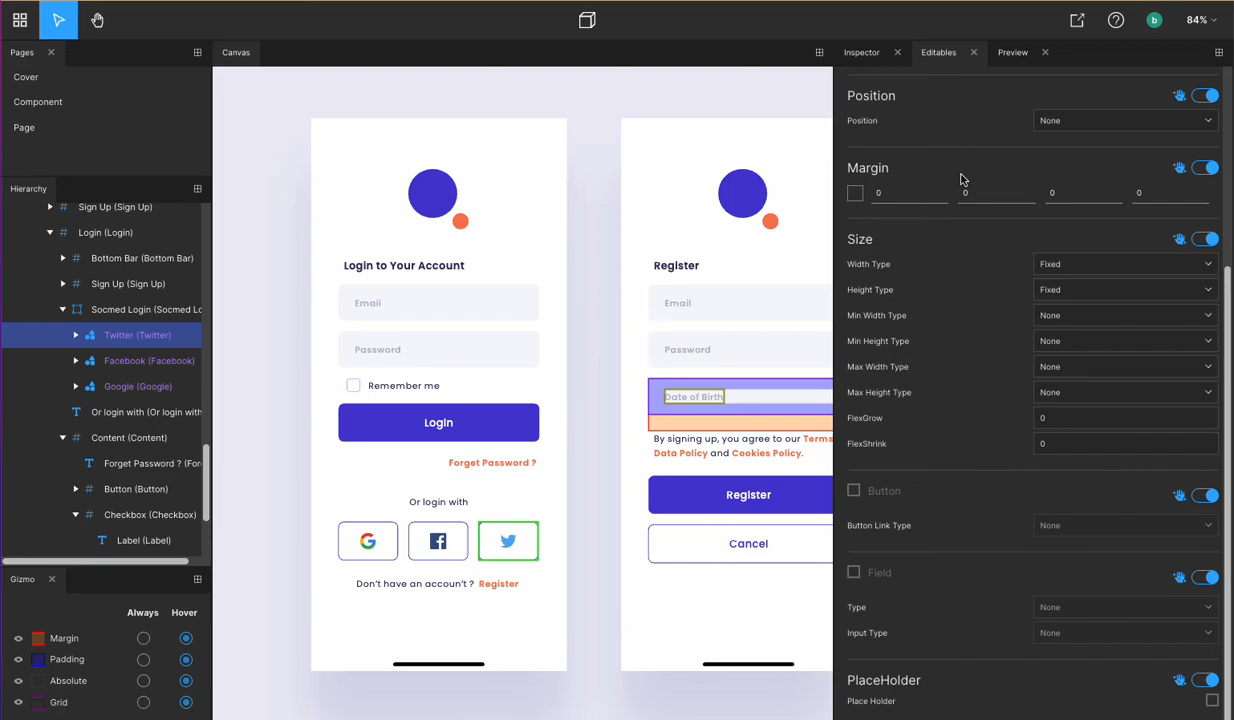 b
84%
Pages
Canvas
Inspector
Editables
Preview
Cover
Component
Page
Hierarchy
Sign Up (Sign Up)
Login (Login)
Bottom Bar (Bottom Bar)
Sign Up (Sign Up)
Socmed Login (Socmed Lo
Twitter (Twitter)
Facebook (Facebook)
Google (Google)
Or login with (Or login with
Content (Content)
Forget Password ? (For
Button (Button)
Checkbox (Checkbox)
Label (Label)
Gizmo
Always Hover
Margin
Padding
Absolute
Grid
Login to Your Account
Email
Password
Remember me
Login
Forget Password ?
Or login with
Don't have an accoun't ? Register
Register
Email
Password
Date of Birth
By signing up, you agree to our Terms
Data Policy and Cookies Policy.
Register
Cancel
Position
Position None
Margin
0 0 0 0
Size
Width Type Fixed
Height Type Fixed
Min Width Type None
Min Height Type None
Max Width Type None
Max Height Type None
FlexGrow 0
FlexShrink 0
Button
Button Link Type None
Field
Type None
Input Type None
PlaceHolder
Place Holder